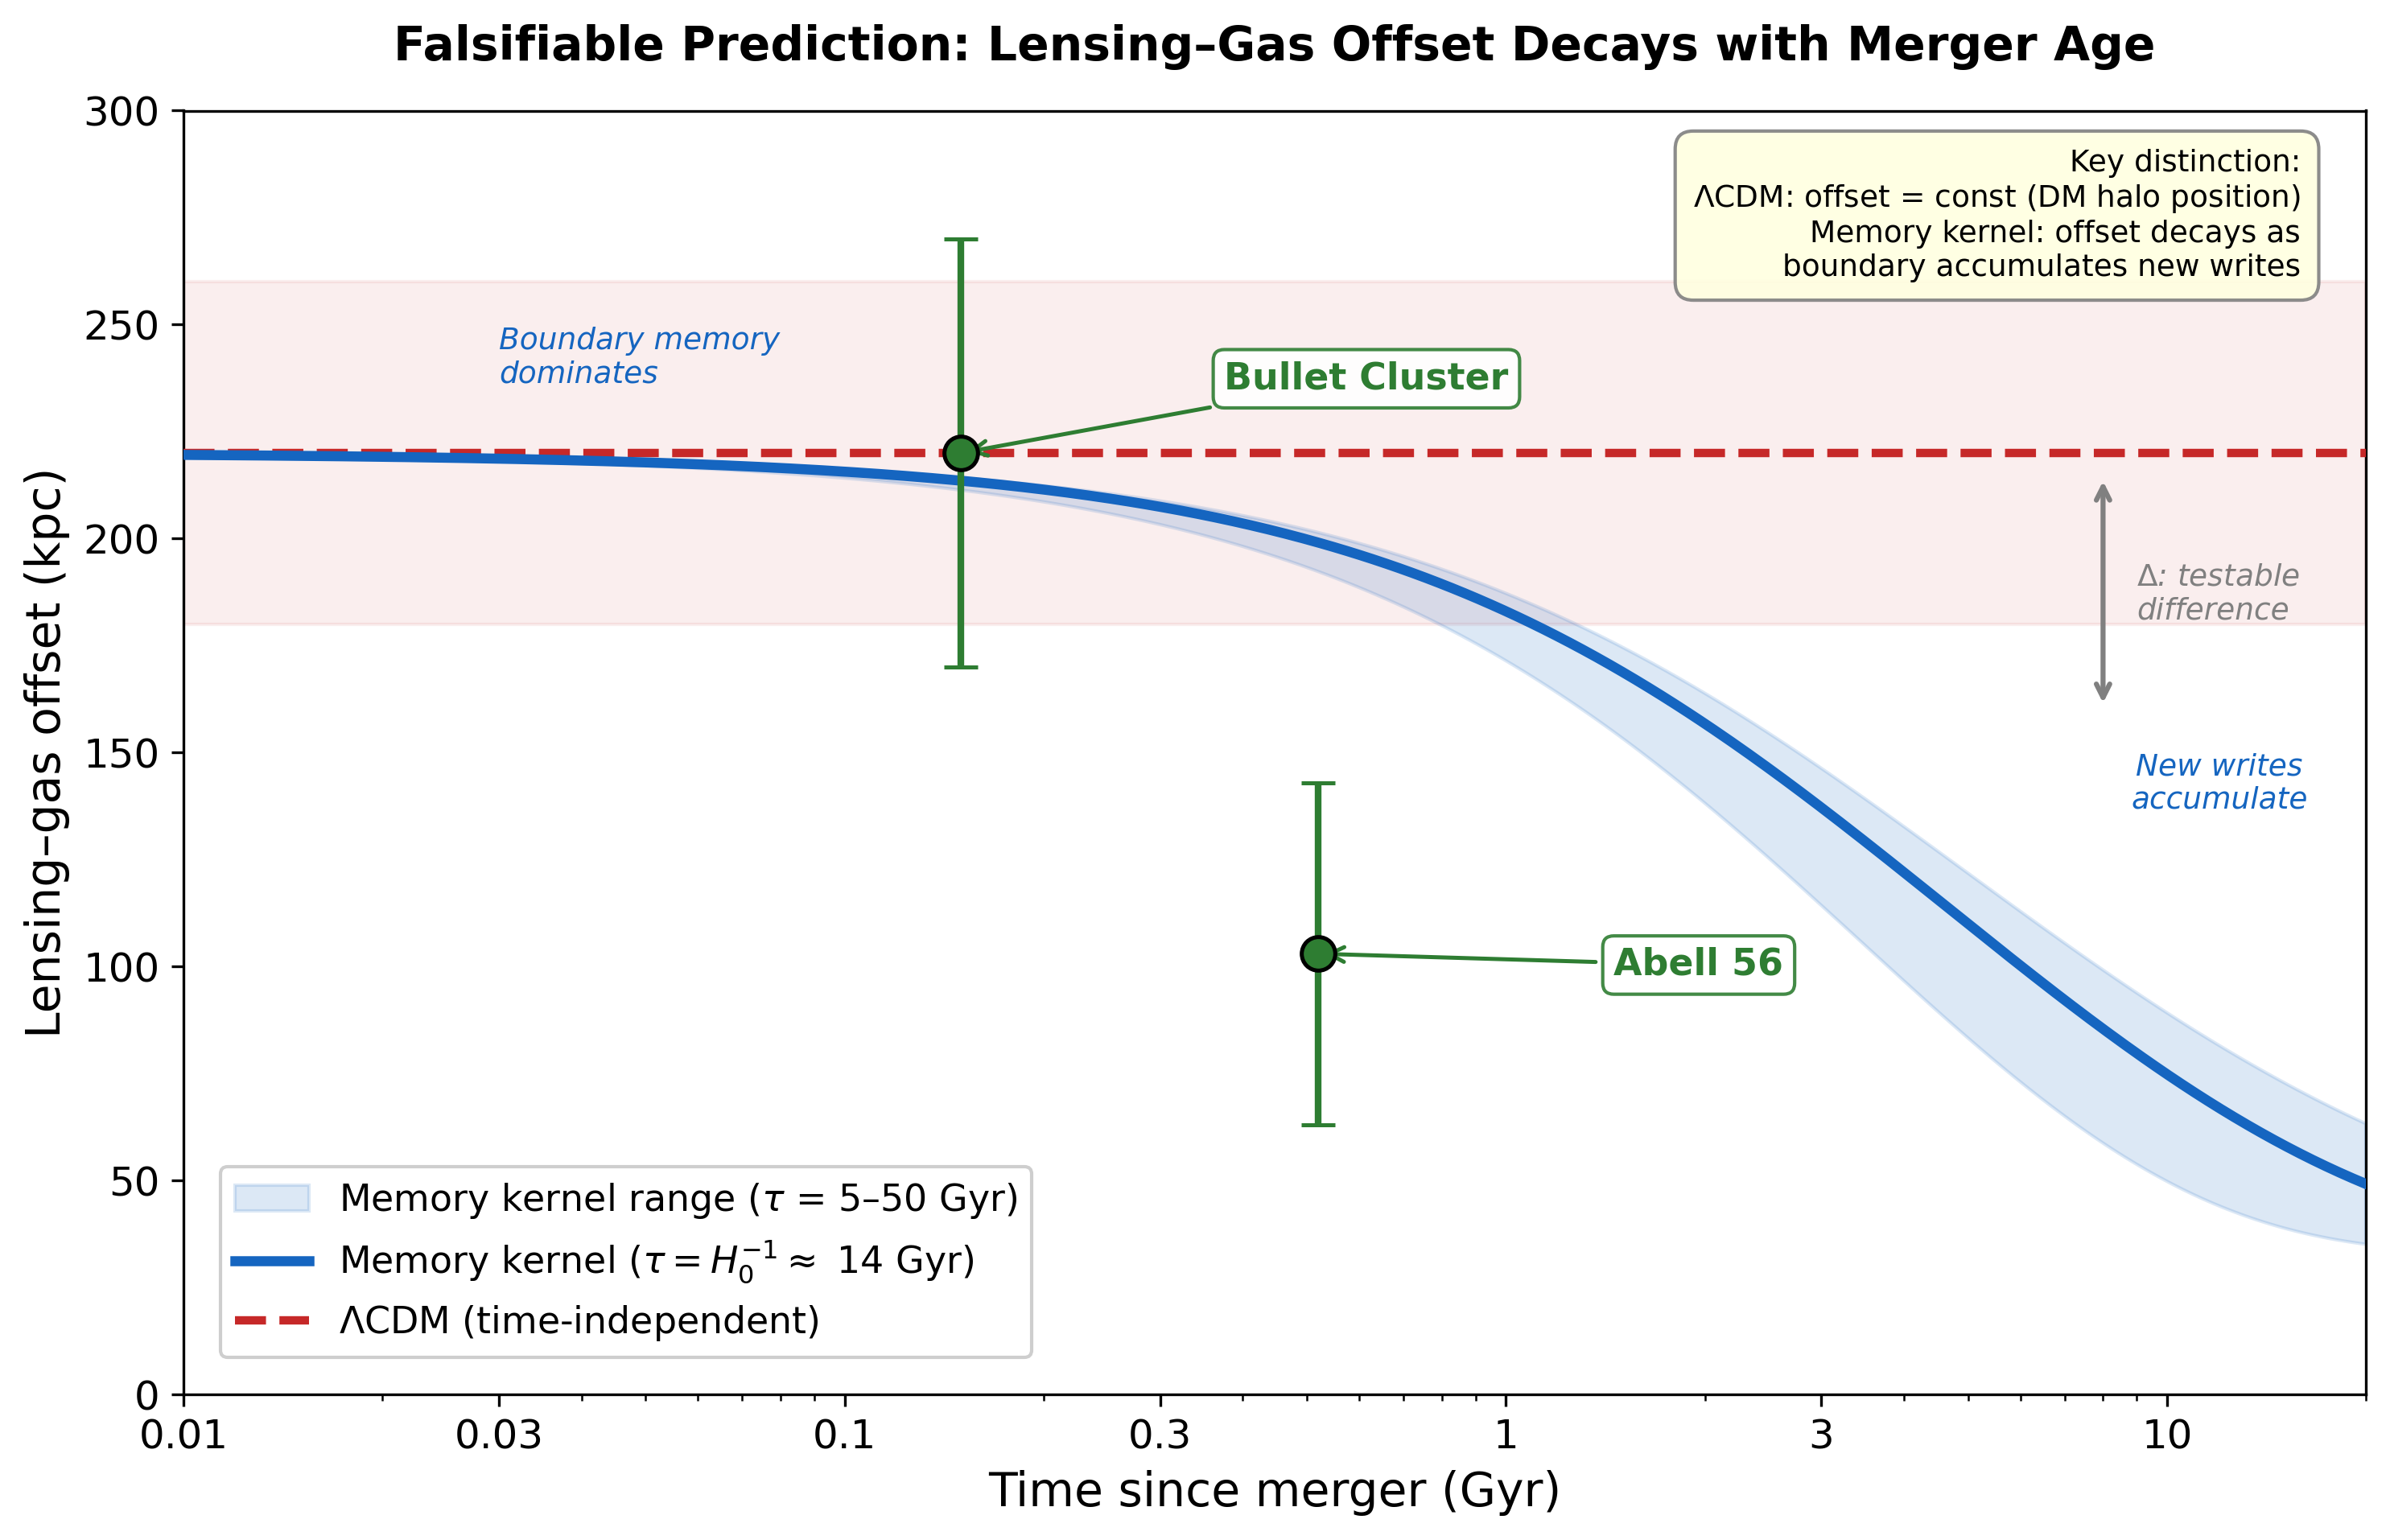 Falsifiable Prediction: Lensing–Gas Offset Decays with Merger Age
300
250
200
150
100
50
0
Lensing–gas offset (kpc)
Key distinction:
ΛCDM: offset = const (DM halo position)
Memory kernel: offset decays as
boundary accumulates new writes
Boundary memory
dominates
Bullet Cluster
Δ: testable
difference
New writes
accumulate
Abell 56
Memory kernel range (τ = 5–50 Gyr)
Memory kernel (τ = H₀⁻¹ ≈ 14 Gyr)
ΛCDM (time-independent)
0.01 0.03 0.1 0.3 1 3 10
Time since merger (Gyr)